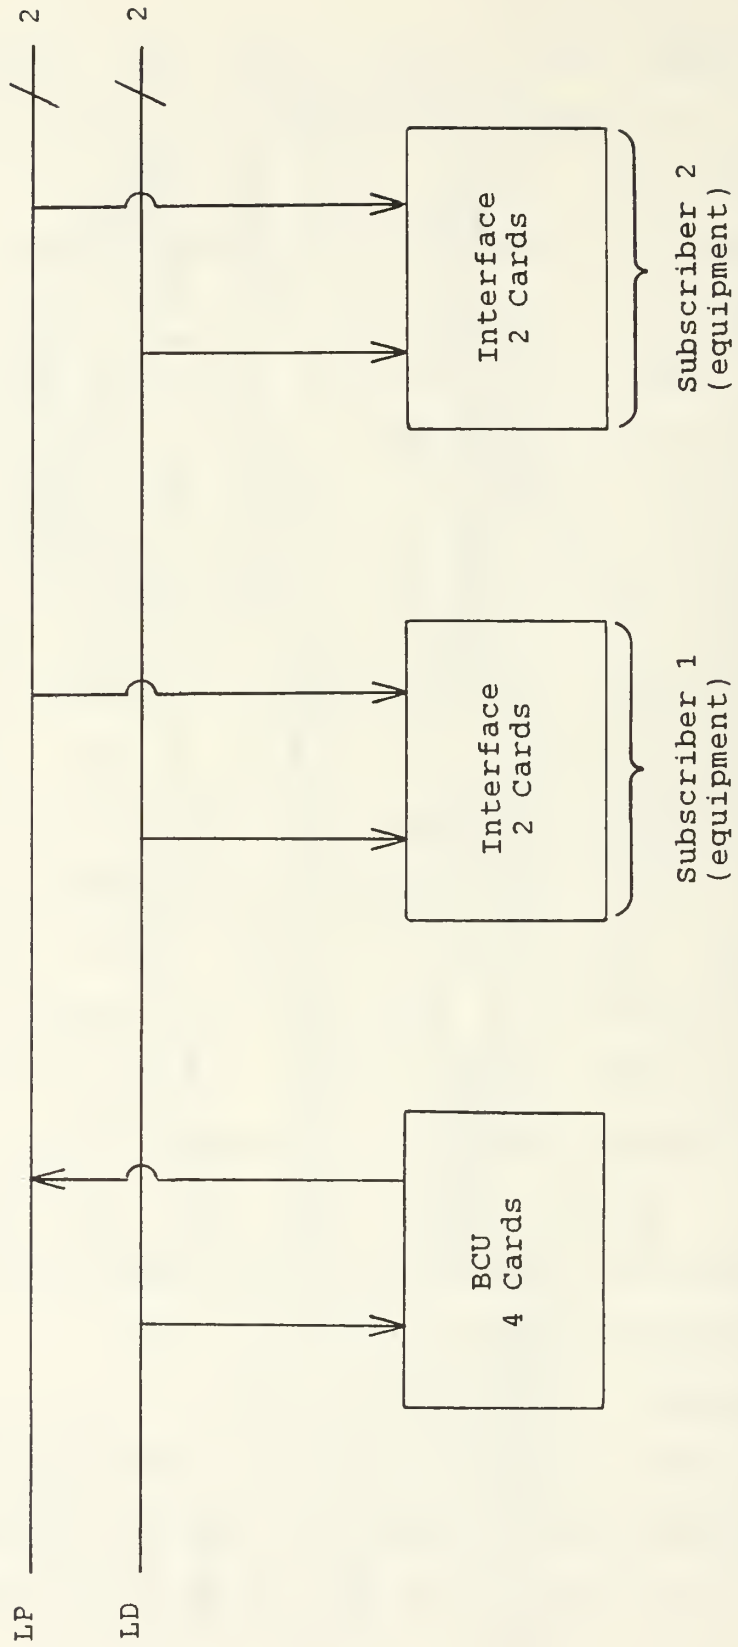 LP
2
LD
2
BCU
4 Cards
Interface
2 Cards
Interface
2 Cards
Subscriber 1
(equipment)
Subscriber 2
(equipment)